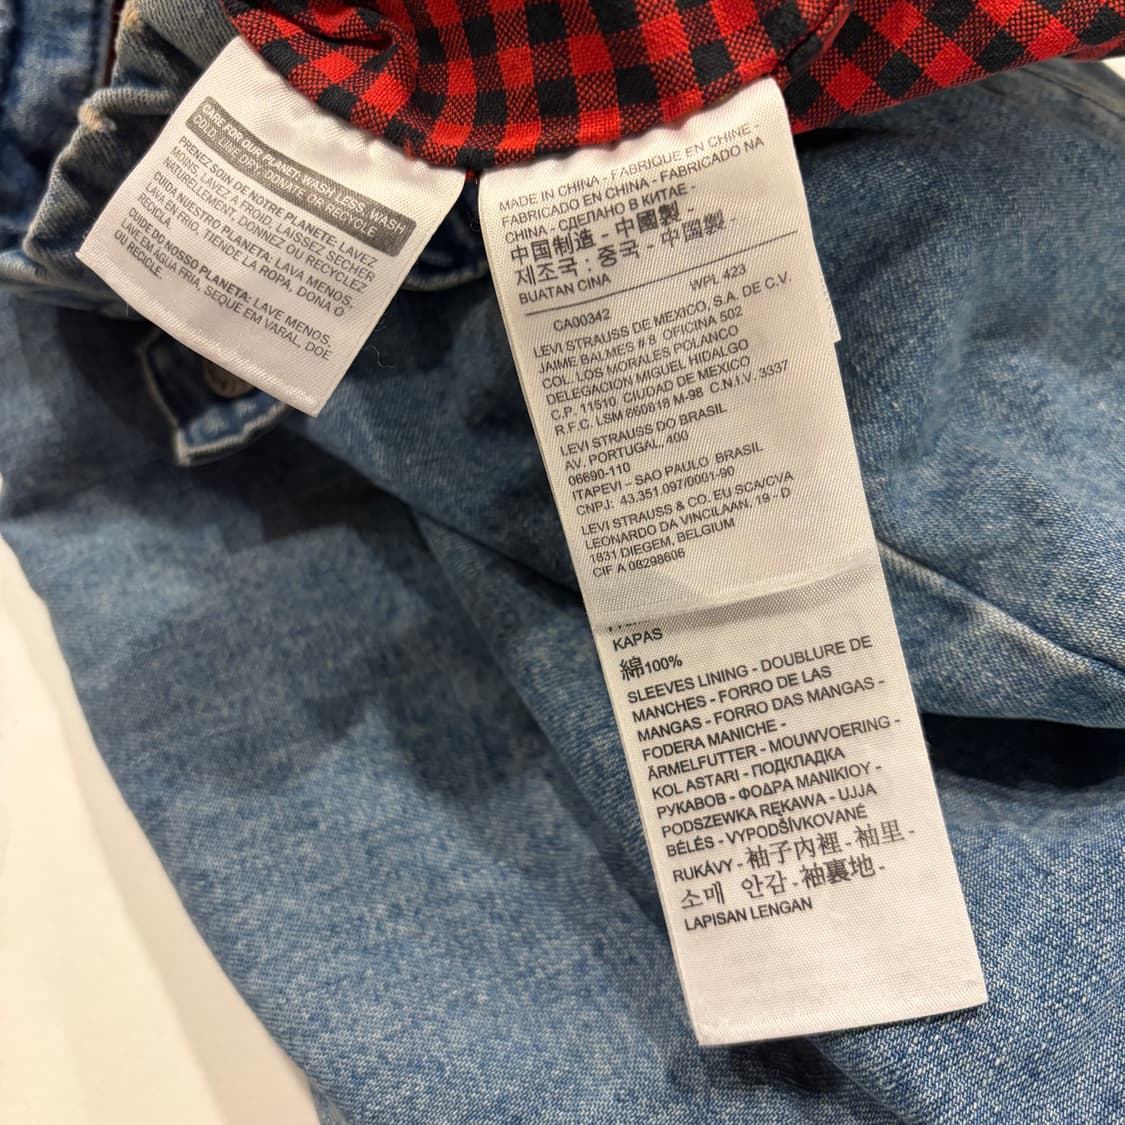 CARE FOR OUR PLANET: WASH LESS, WASH
COLD, LINE DRY, DONATE OR RECYCLE
PRENEZ SOIN DE NOTRE PLANETE: LAVEZ
MOINS, LAVEZ A FROID, LAISSEZ SECHER
NATURELLEMENT, DONNEZ OU RECYCLEZ
CUIDA NUESTRO PLANETA: LAVA MENOS,
LAVA EN FRIO, TIENDE LA ROPA, DONA O
RECICLA
CUIDE DO NOSSO PLANETA: LAVE MENOS,
LAVE EM ÁGUA FRIA, SEQUE EM VARAL, DOE
OU RECICLE.
MADE IN CHINA - FABRIQUE EN CHINE -
FABRICADO EN CHINA - FABRICADO NA
CHINA - СДЕЛАНО В КИТАЕ -
中国制造 - 中國製 -
제조국 : 중국 - 中国製 -
BUATAN CINA
WPL 423
CA00342
LEVI STRAUSS DE MEXICO, S.A. DE C.V.
JAIME BALMES # 8 OFICINA 502
COL. LOS MORALES POLANCO
DELEGACION MIGUEL HIDALGO
C.P. 11510, CIUDAD DE MEXICO
R.F.C. LSM 860818 M-98 C.N.I.V. 3337
LEVI STRAUSS DO BRASIL
AV. PORTUGAL, 400
06690-110
ITAPEVI - SAO PAULO BRASIL
CNPJ: 43.351.097/0001-90
LEVI STRAUSS & CO. EU SCA/CVA
LEONARDO DA VINCILAAN, 19 - D
1831 DIEGEM, BELGIUM
CIF A 08298606
KAPAS
綿100%
SLEEVES LINING - DOUBLURE DE
MANCHES - FORRO DE LAS
MANGAS - FORRO DAS MANGAS -
FODERA MANICHE -
ÄRMELFUTTER - MOUWVOERING -
KOL ASTARI - ПОДКЛАДКА
РУКАВОВ - ΦΟΔΡΑ ΜΑΝΙΚΙΟΥ -
PODSZEWKA RĘKAWA - UJJA
BÉLÉS - VYPODŠÍVKOVANÉ
RUKÁVY - 袖子內裡 - 袖里 -
소매 안감 - 袖裏地 -
LAPISAN LENGAN